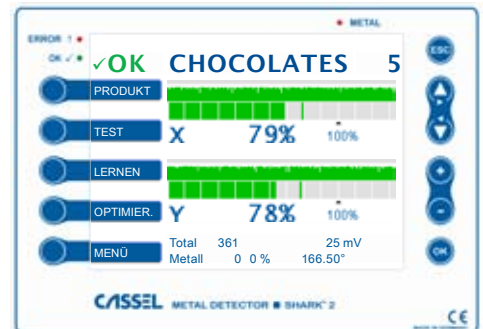 METAL
ERROR ! 
OK ✓
ESC
✓OK CHOCOLATES 5
PRODUKT
TEST
X 79% 100%
LERNEN
OPTIMIER.
Y 78% 100%
MENÜ
Total 361 25 mV
Metall 0 0 % 166.50°
+
-
OK
CASSEL METAL DETECTOR ■ SHARK® 2
CE